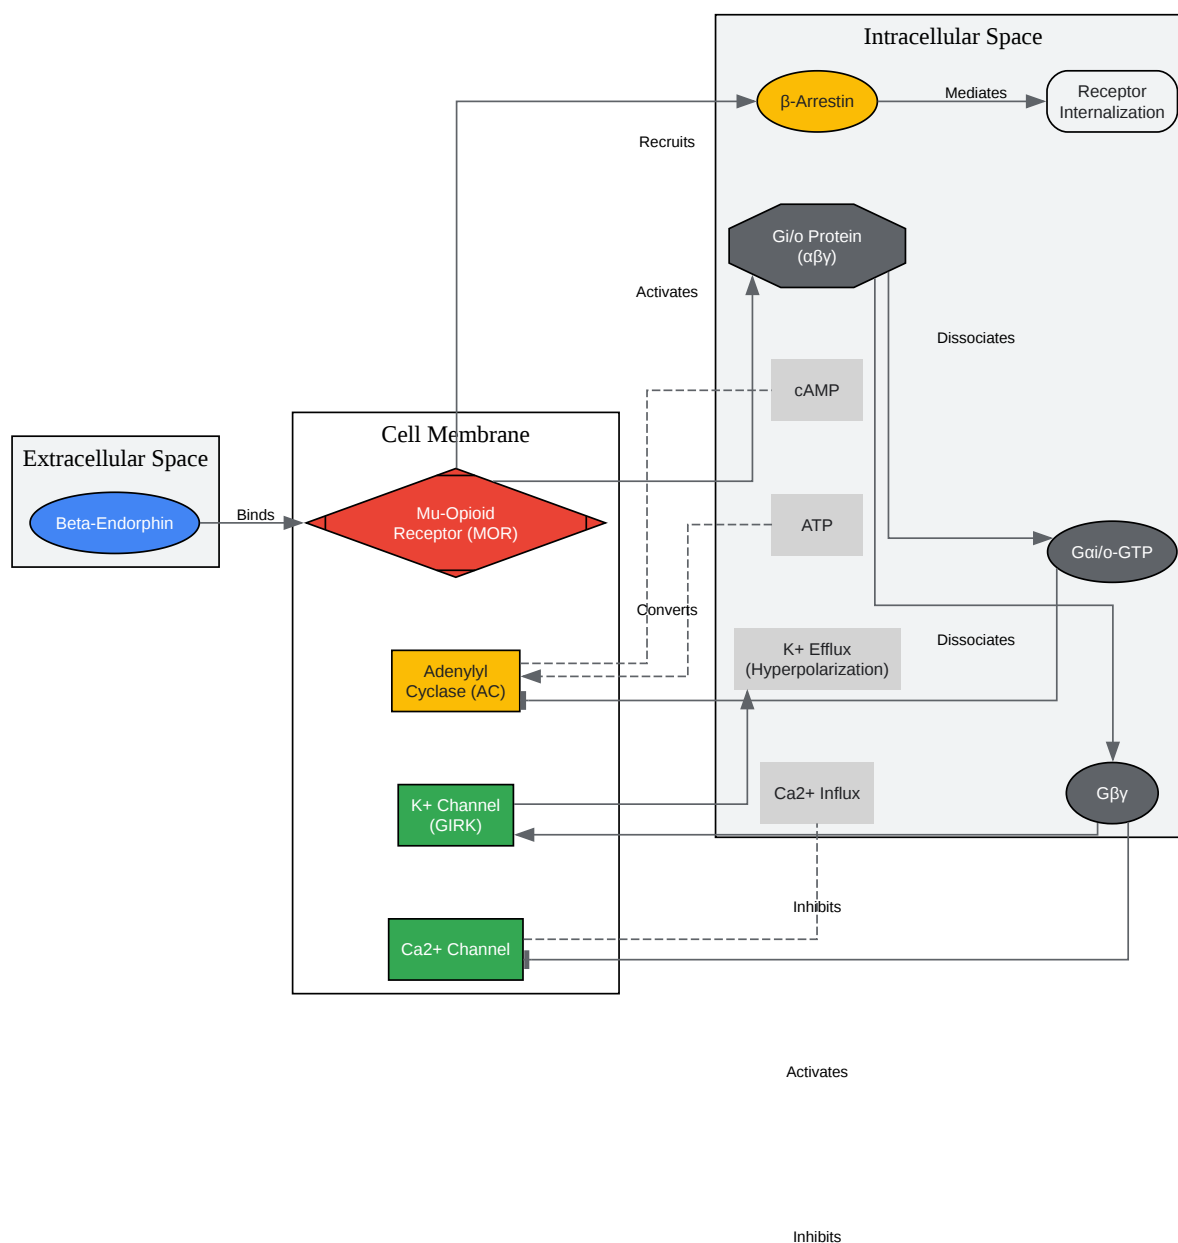 Intracellular Space
β-Arrestin
Mediates
Receptor
Internalization
Recruits
Gi/o Protein
(αβγ)
Activates
Dissociates
cAMP
Cell Membrane
Extracellular Space
Beta-Endorphin
Binds
Mu-Opioid
Receptor (MOR)
ATP
Gαi/o-GTP
Converts
Dissociates
K+ Efflux
(Hyperpolarization)
Adenylyl
Cyclase (AC)
K+ Channel
(GIRK)
Ca2+ Influx
Gβγ
Inhibits
Ca2+ Channel
Activates
Inhibits